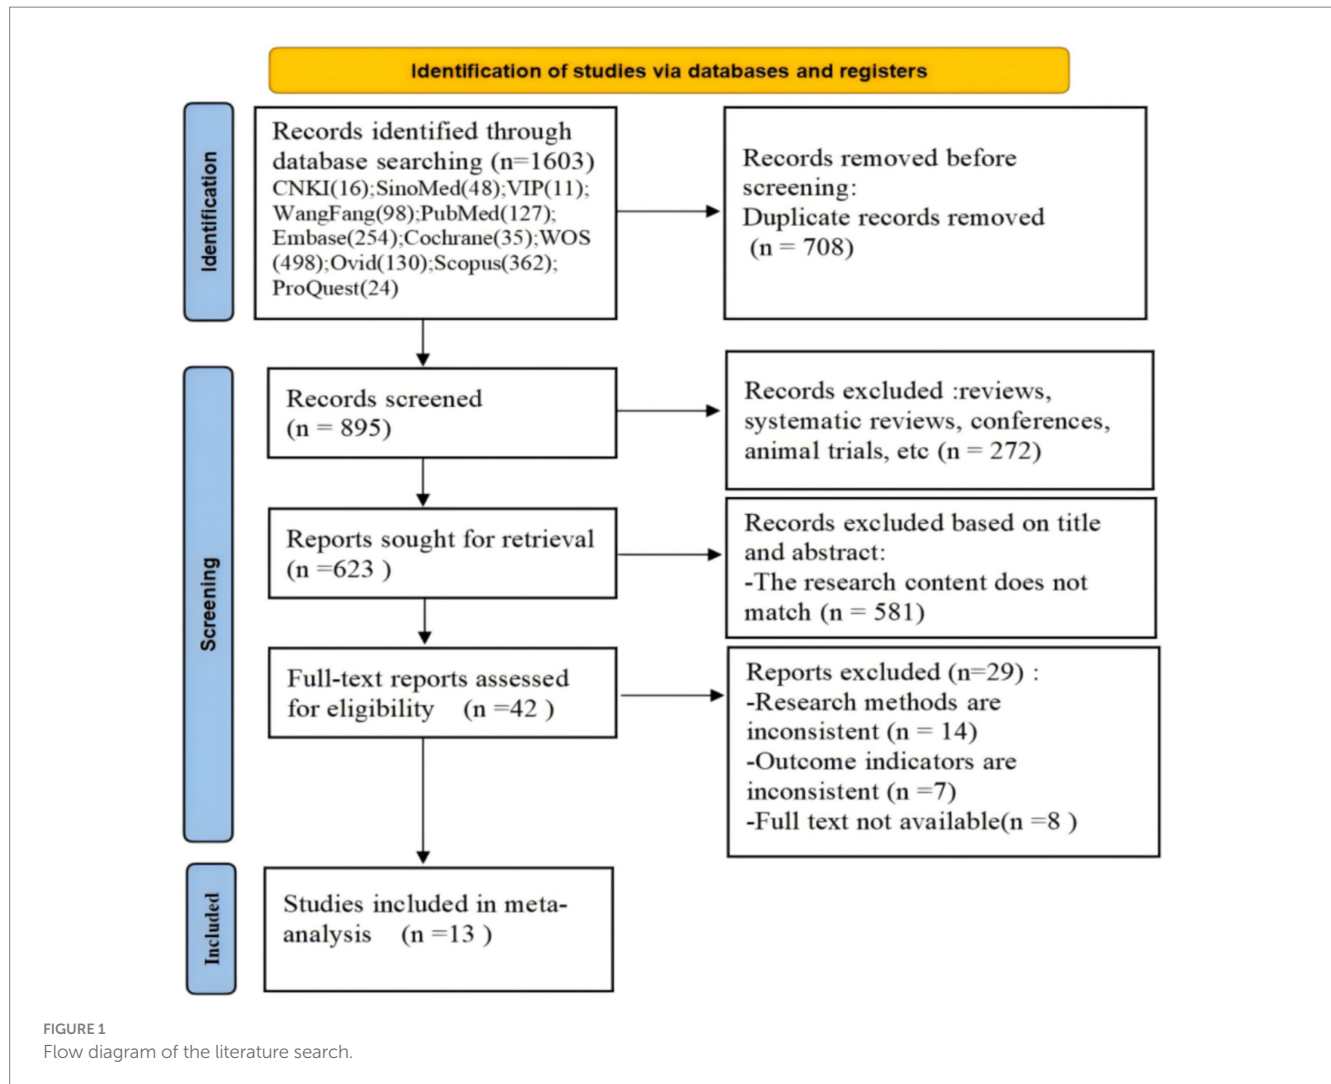 Identification of studies via databases and registers
Identification
Records identified through
database searching (n=1603)
CNKI(16);SinoMed(48);VIP(11);
WangFang(98);PubMed(127);
Embase(254);Cochrane(35);WOS
(498);Ovid(130);Scopus(362);
ProQuest(24)
Records removed before
screening:
Duplicate records removed
(n = 708)
Screening
Records screened
(n = 895)
Records excluded :reviews,
systematic reviews, conferences,
animal trials, etc (n = 272)
Reports sought for retrieval
(n =623 )
Records excluded based on title
and abstract:
-The research content does not
match (n = 581)
Full-text reports assessed
for eligibility (n =42 )
Reports excluded (n=29) :
-Research methods are
inconsistent (n = 14)
-Outcome indicators are
inconsistent (n =7)
-Full text not available(n =8 )
Included
Studies included in meta-
analysis (n =13 )
FIGURE 1
Flow diagram of the literature search.